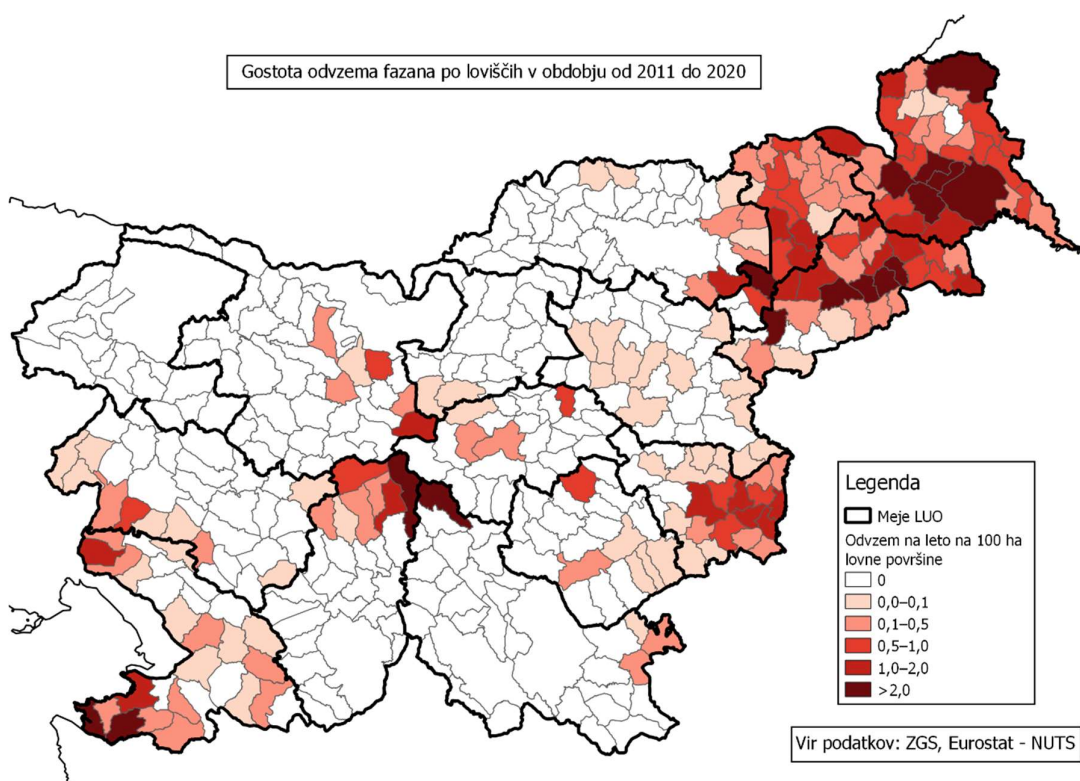 Gostota odvzema fazana po loviščih v obdobju od 2011 do 2020
Legenda
Meje LUO
Odvzem na leto na 100 ha
lovne površine
0
0,0–0,1
0,1–0,5
0,5–1,0
1,0–2,0
>2,0
Vir podatkov: ZGS, Eurostat - NUTS